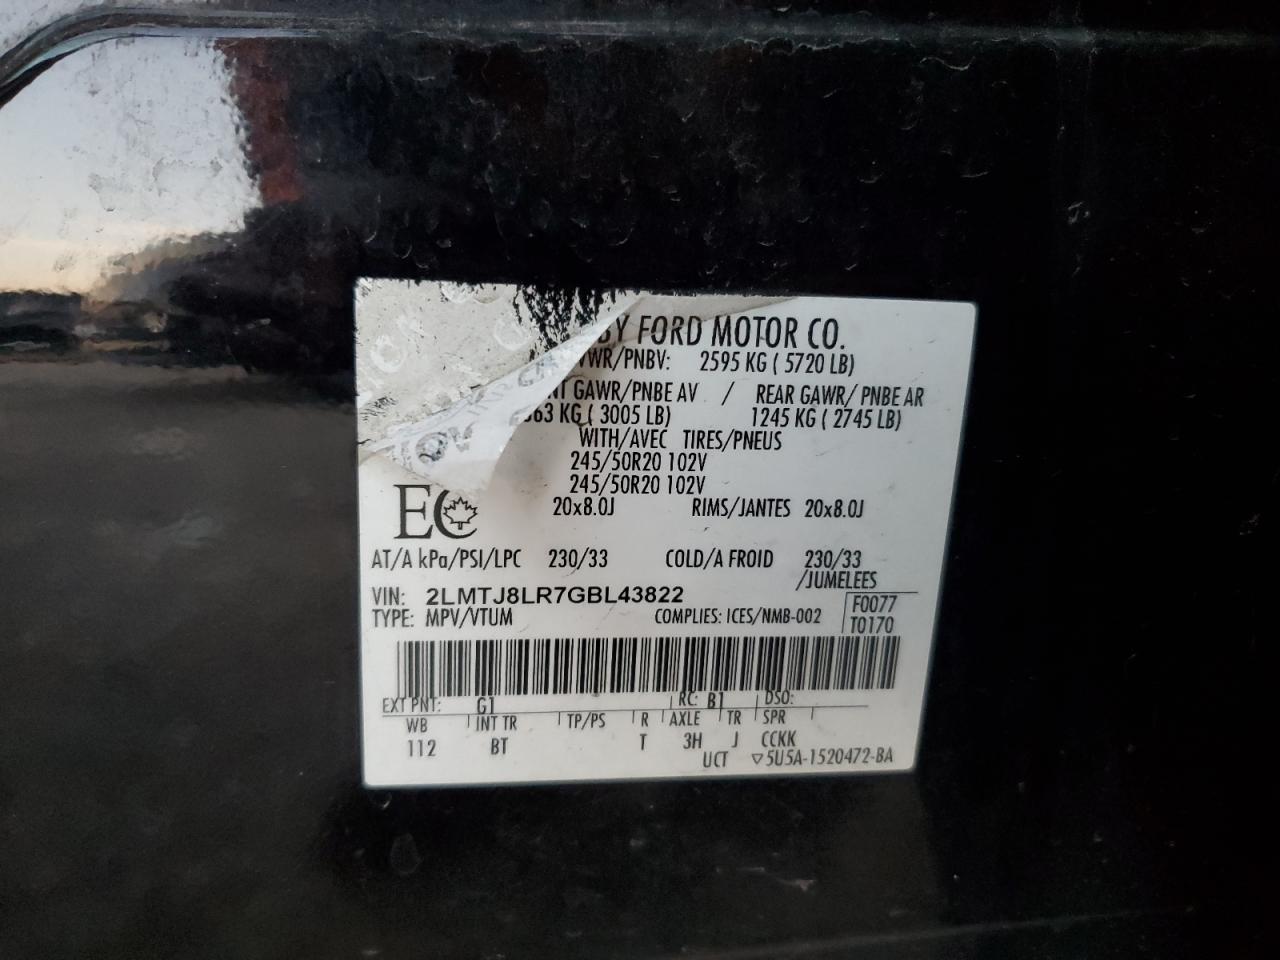 BY FORD MOTOR CO.
VWR/PNBV: 2595 KG ( 5720 LB)
GAWR/PNBE AV / REAR GAWR/ PNBE AR
KG ( 3005 LB) 1245 KG ( 2745 LB)
WITH/AVEC TIRES/PNEUS
245/50R20 102V
245/50R20 102V
20x8.0J RIMS/JANTES 20x8.0J
AT/A kPa/PSI/LPC 230/33 COLD/A FROID 230/33
/JUMELEES
VIN: 2LMTJ8LR7GBL43822
TYPE: MPV/VTUM COMPLIES: ICES/NMB-002
F0077
T0170
EXT PNT: G1 RC: B1 DSO:
WB INT TR TP/PS R AXLE TR SPR
112 BT T 3H J CCKK
UCT ▽5U5A-1520472-BA